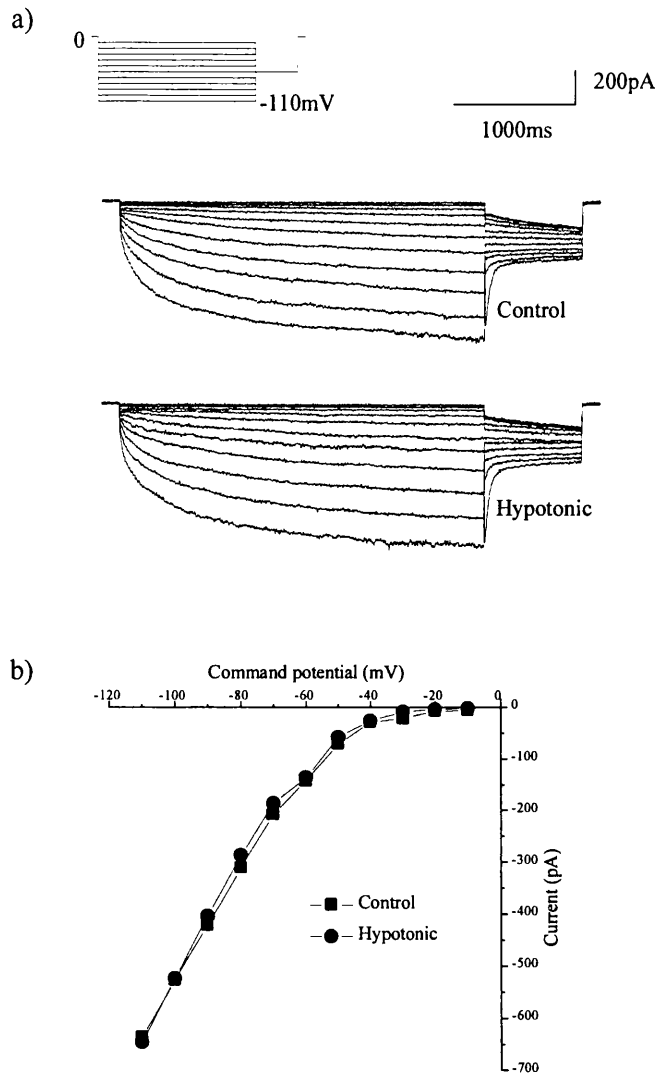 a)
0
-110mV
200pA
1000ms
Control
Hypotonic
b)
Command potential (mV)
-120 -100 -80 -60 -40 -20 0
0
-100
-200
-300
-400
-500
-600
-700
Current (pA)
Control
Hypotonic